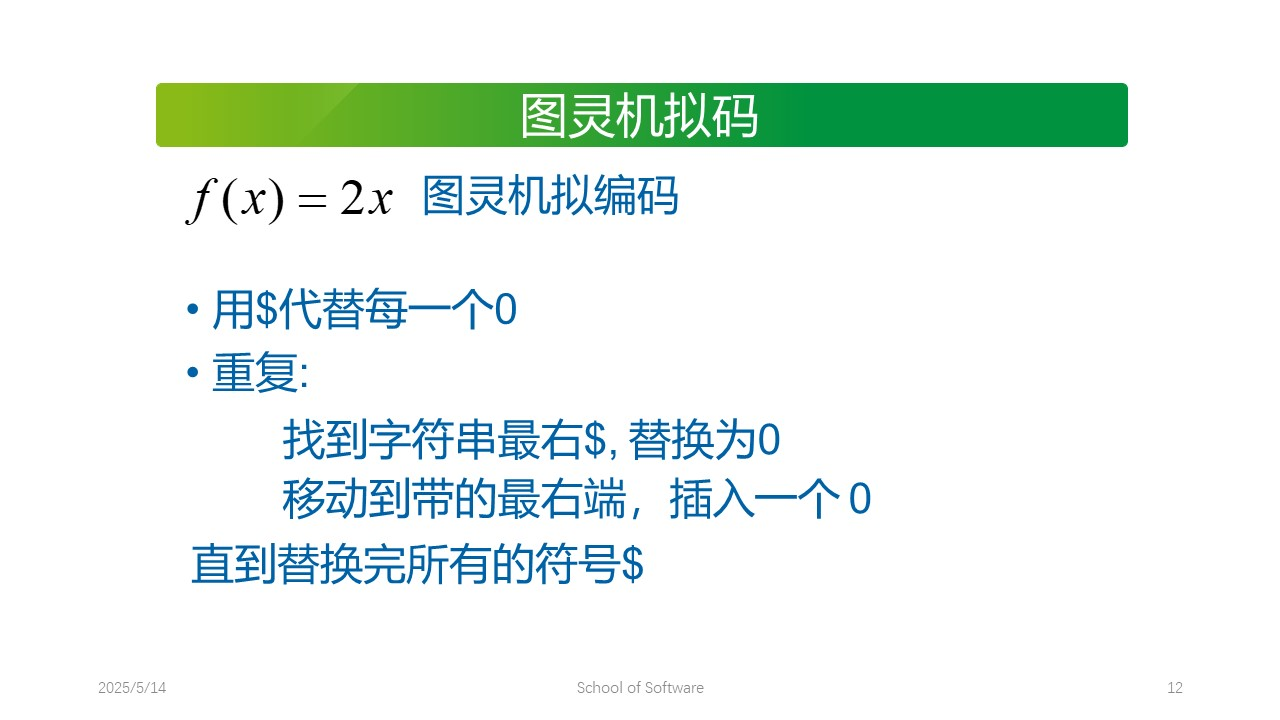 图灵机拟码
f(x) = 2x 图灵机拟编码
• 用$代替每一个0
• 重复:
找到字符串最右$, 替换为0
移动到带的最右端，插入一个 0
直到替换完所有的符号$
2025/5/14 School of Software 12